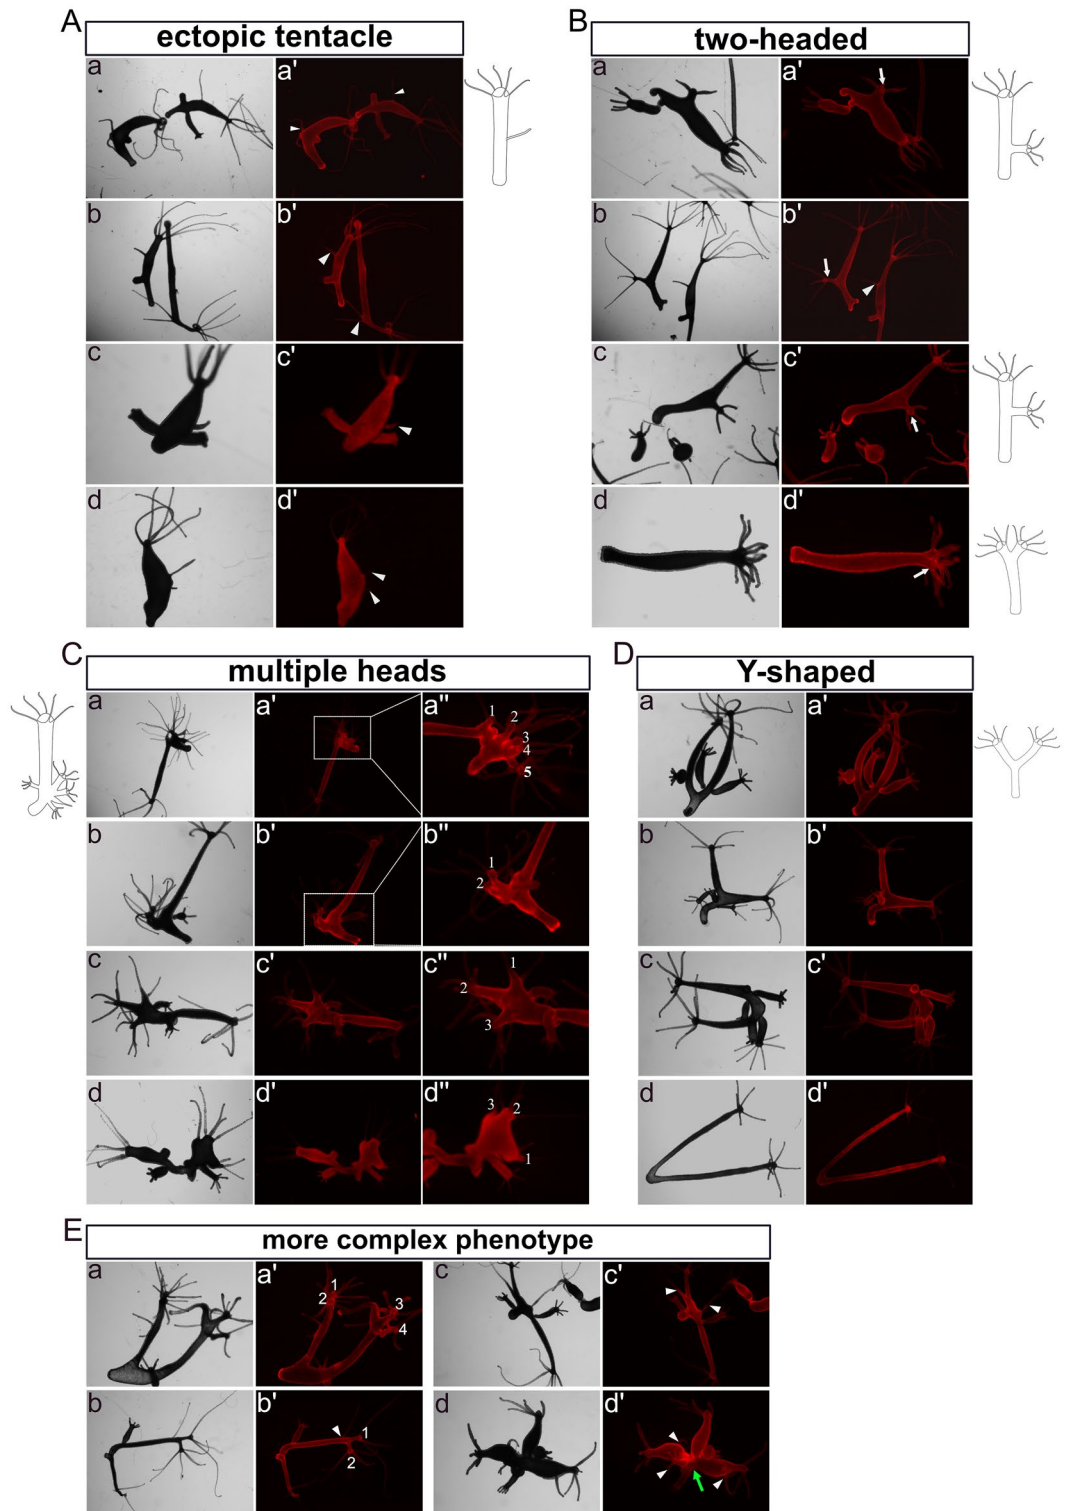 A
ectopic tentacle
a a'
b b'
c c'
d d'
B
two-headed
a a'
b b'
c c'
d d'
C
multiple heads
a a' a"
1
2
3
4
5
b b' b"
1
2
c c' c"
1
2
3
d d' d"
3 2
1
D
Y-shaped
a a'
b b'
c c'
d d'
E
more complex phenotype
a a' c c'
1
2
3
4
b b' d d'
1
2